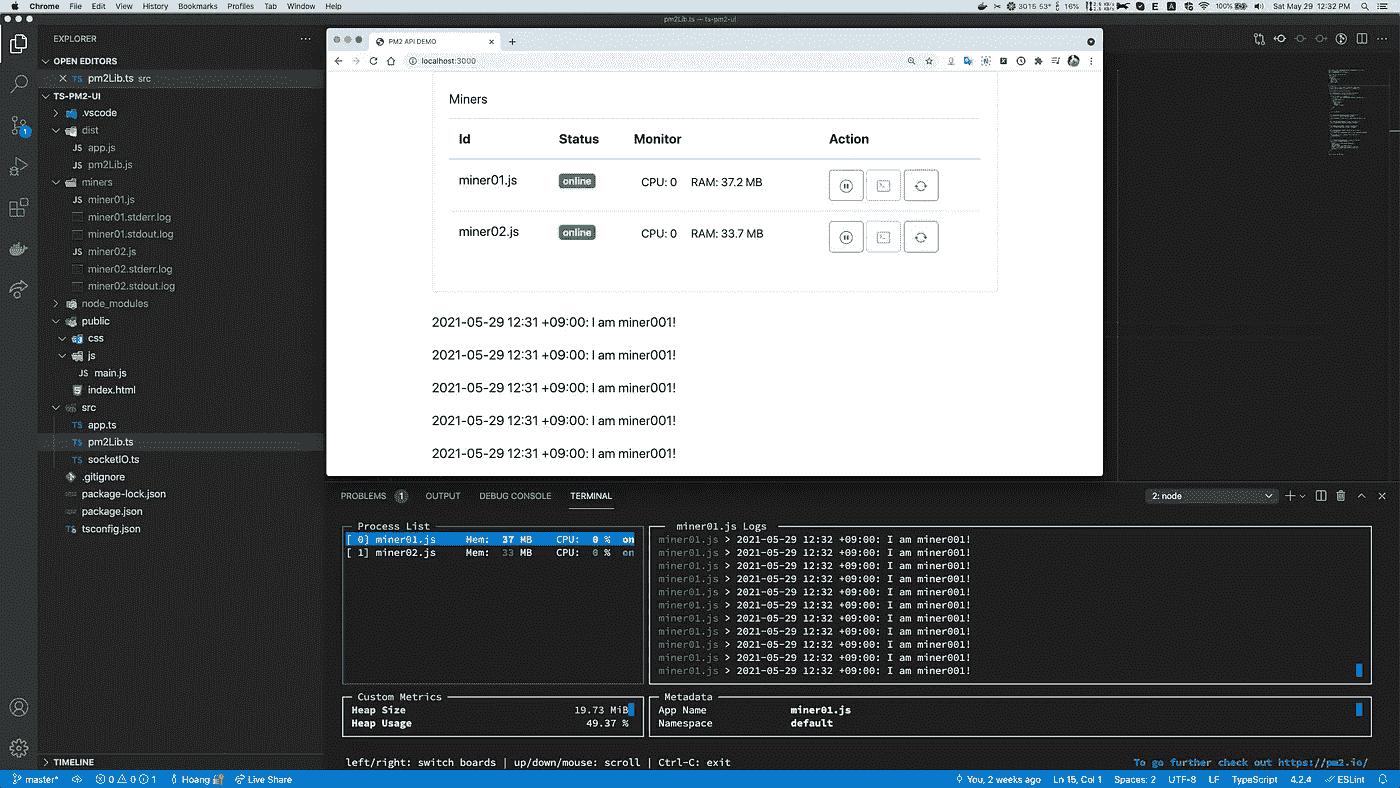 Chrome File Edit View History Bookmarks Profiles Tab Window Help
3015 53° 16% 100% Sat May 29 12:32 PM
pm2Lib.ts — ts-pm2-ui
EXPLORER
OPEN EDITORS
TS pm2Lib.ts src
TS-PM2-UI
.vscode
dist
JS app.js
JS pm2Lib.js
miners
JS miner01.js
miner01.stderr.log
miner01.stdout.log
JS miner02.js
miner02.stderr.log
miner02.stdout.log
node_modules
public
css
js
JS main.js
index.html
src
TS app.ts
TS pm2Lib.ts
TS socketIO.ts
.gitignore
package-lock.json
package.json
tsconfig.json
TIMELINE
PM2 API DEMO
localhost:3000
Miners
Id Status Monitor Action
miner01.js online CPU: 0 RAM: 37.2 MB
miner02.js online CPU: 0 RAM: 33.7 MB
2021-05-29 12:31 +09:00: I am miner001!
2021-05-29 12:31 +09:00: I am miner001!
2021-05-29 12:31 +09:00: I am miner001!
2021-05-29 12:31 +09:00: I am miner001!
2021-05-29 12:31 +09:00: I am miner001!
PROBLEMS 1 OUTPUT DEBUG CONSOLE TERMINAL 2: node
Process List
[ 0] miner01.js Mem: 37 MB CPU: 0 % on
[ 1] miner02.js Mem: 33 MB CPU: 0 % on
miner01.js Logs
miner01.js > 2021-05-29 12:32 +09:00: I am miner001!
miner01.js > 2021-05-29 12:32 +09:00: I am miner001!
miner01.js > 2021-05-29 12:32 +09:00: I am miner001!
miner01.js > 2021-05-29 12:32 +09:00: I am miner001!
miner01.js > 2021-05-29 12:32 +09:00: I am miner001!
miner01.js > 2021-05-29 12:32 +09:00: I am miner001!
miner01.js > 2021-05-29 12:32 +09:00: I am miner001!
miner01.js > 2021-05-29 12:32 +09:00: I am miner001!
miner01.js > 2021-05-29 12:32 +09:00: I am miner001!
miner01.js > 2021-05-29 12:32 +09:00: I am miner001!
miner01.js > 2021-05-29 12:32 +09:00: I am miner001!
Custom Metrics
Heap Size 19.73 MiB
Heap Usage 49.37 %
Metadata
App Name miner01.js
Namespace default
left/right: switch boards | up/down/mouse: scroll | Ctrl-C: exit
To go further check out https://pm2.io/
master* 0 0 1 Hoang Live Share You, 2 weeks ago Ln 15, Col 1 Spaces: 2 UTF-8 LF TypeScript 4.2.4 ESLint